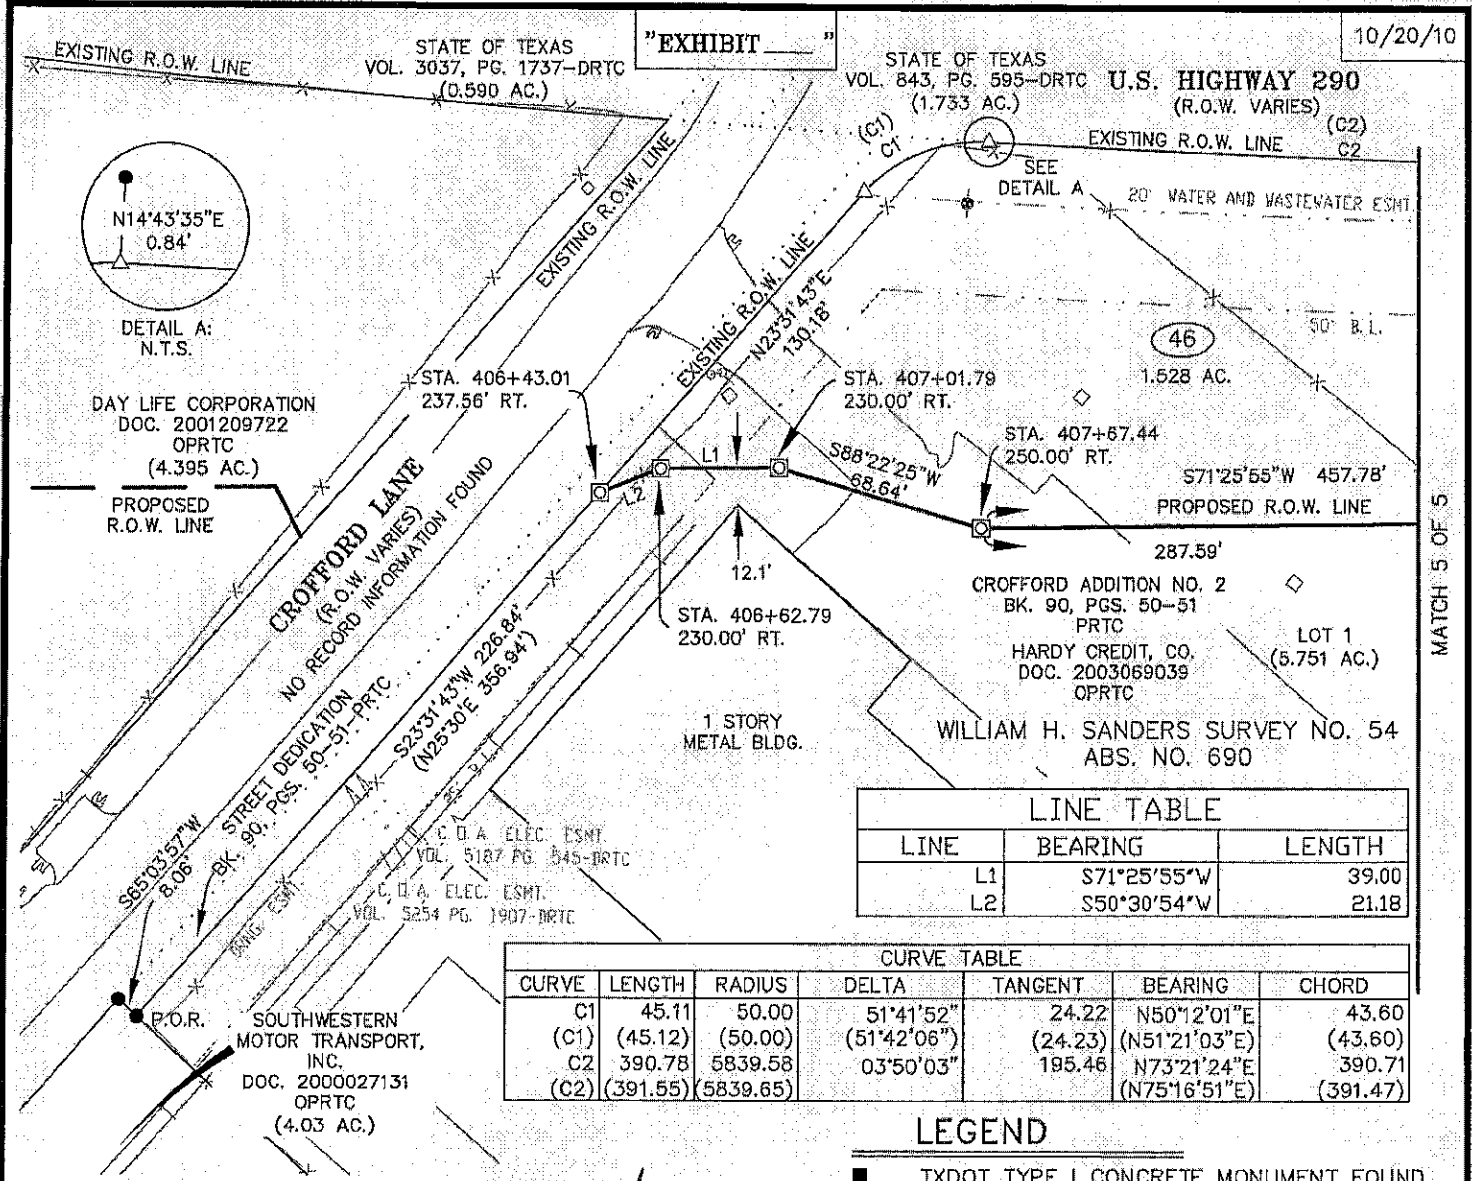 "EXHIBIT ____ "
10/20/10
EXISTING R.O.W. LINE
STATE OF TEXAS
VOL. 3037, PG. 1737-DRTC
(0.590 AC.)
STATE OF TEXAS
VOL. 843, PG. 595-DRTC
(1.733 AC.)
U.S. HIGHWAY 290
(R.O.W. VARIES)
(C2)
C2
EXISTING R.O.W. LINE
(C1)
C1
SEE
DETAIL A
20' WATER AND WASTEWATER ESMT.
N14°43'35"E
0.84'
DETAIL A:
N.T.S.
EXISTING R.O.W. LINE
EXISTING R.O.W. LINE
N23°31'43"E
130.18'
50' B.L.
46
1.528 AC.
STA. 406+43.01
237.56' RT.
STA. 407+01.79
230.00' RT.
DAY LIFE CORPORATION
DOC. 2001209722
OPRTC
(4.395 AC.)
PROPOSED
R.O.W. LINE
STA. 407+67.44
250.00' RT.
L1
L2
S88°22'25"W
68.64'
S71°25'55"W 457.78'
PROPOSED R.O.W. LINE
287.59'
MATCH 5 OF 5
CROFFORD LANE
(R.O.W. VARIES)
NO RECORD INFORMATION FOUND
12.1'
STA. 406+62.79
230.00' RT.
CROFFORD ADDITION NO. 2
BK. 90, PGS. 50-51
PRTC
HARDY CREDIT, CO.
DOC. 2003069039
OPRTC
LOT 1
(5.751 AC.)
S23°31'43"W 226.84'
(N25°30'E 356.94')
STREET DEDICATION
BK. 90, PGS. 50-51-PRTC
1 STORY
METAL BLDG.
WILLIAM H. SANDERS SURVEY NO. 54
ABS. NO. 690
S65°03'57"W
8.06'
C.O.A. ELEC. ESMT.
VOL. 5187 PG. 545-DRTC
C.O.A. ELEC. ESMT.
VOL. 5254 PG. 1907-DRTC
DRNG. ESMT.
LINE TABLE
LINE BEARING LENGTH
L1 S71°25'55"W 39.00
L2 S50°30'54"W 21.18
CURVE TABLE
CURVE LENGTH RADIUS DELTA TANGENT BEARING CHORD
C1 45.11 50.00 51°41'52" 24.22 N50°12'01"E 43.60
(C1) (45.12) (50.00) (51°42'06") (24.23) (N51°21'03"E) (43.60)
C2 390.78 5839.58 03°50'03" 195.46 N73°21'24"E 390.71
(C2) (391.55) (5839.65) (N75°16'51"E) (391.47)
P.O.R.
SOUTHWESTERN
MOTOR TRANSPORT,
INC.
DOC. 2000027131
OPRTC
(4.03 AC.)
LEGEND
TXDOT TYPE I CONCRETE MONUMENT FOUND